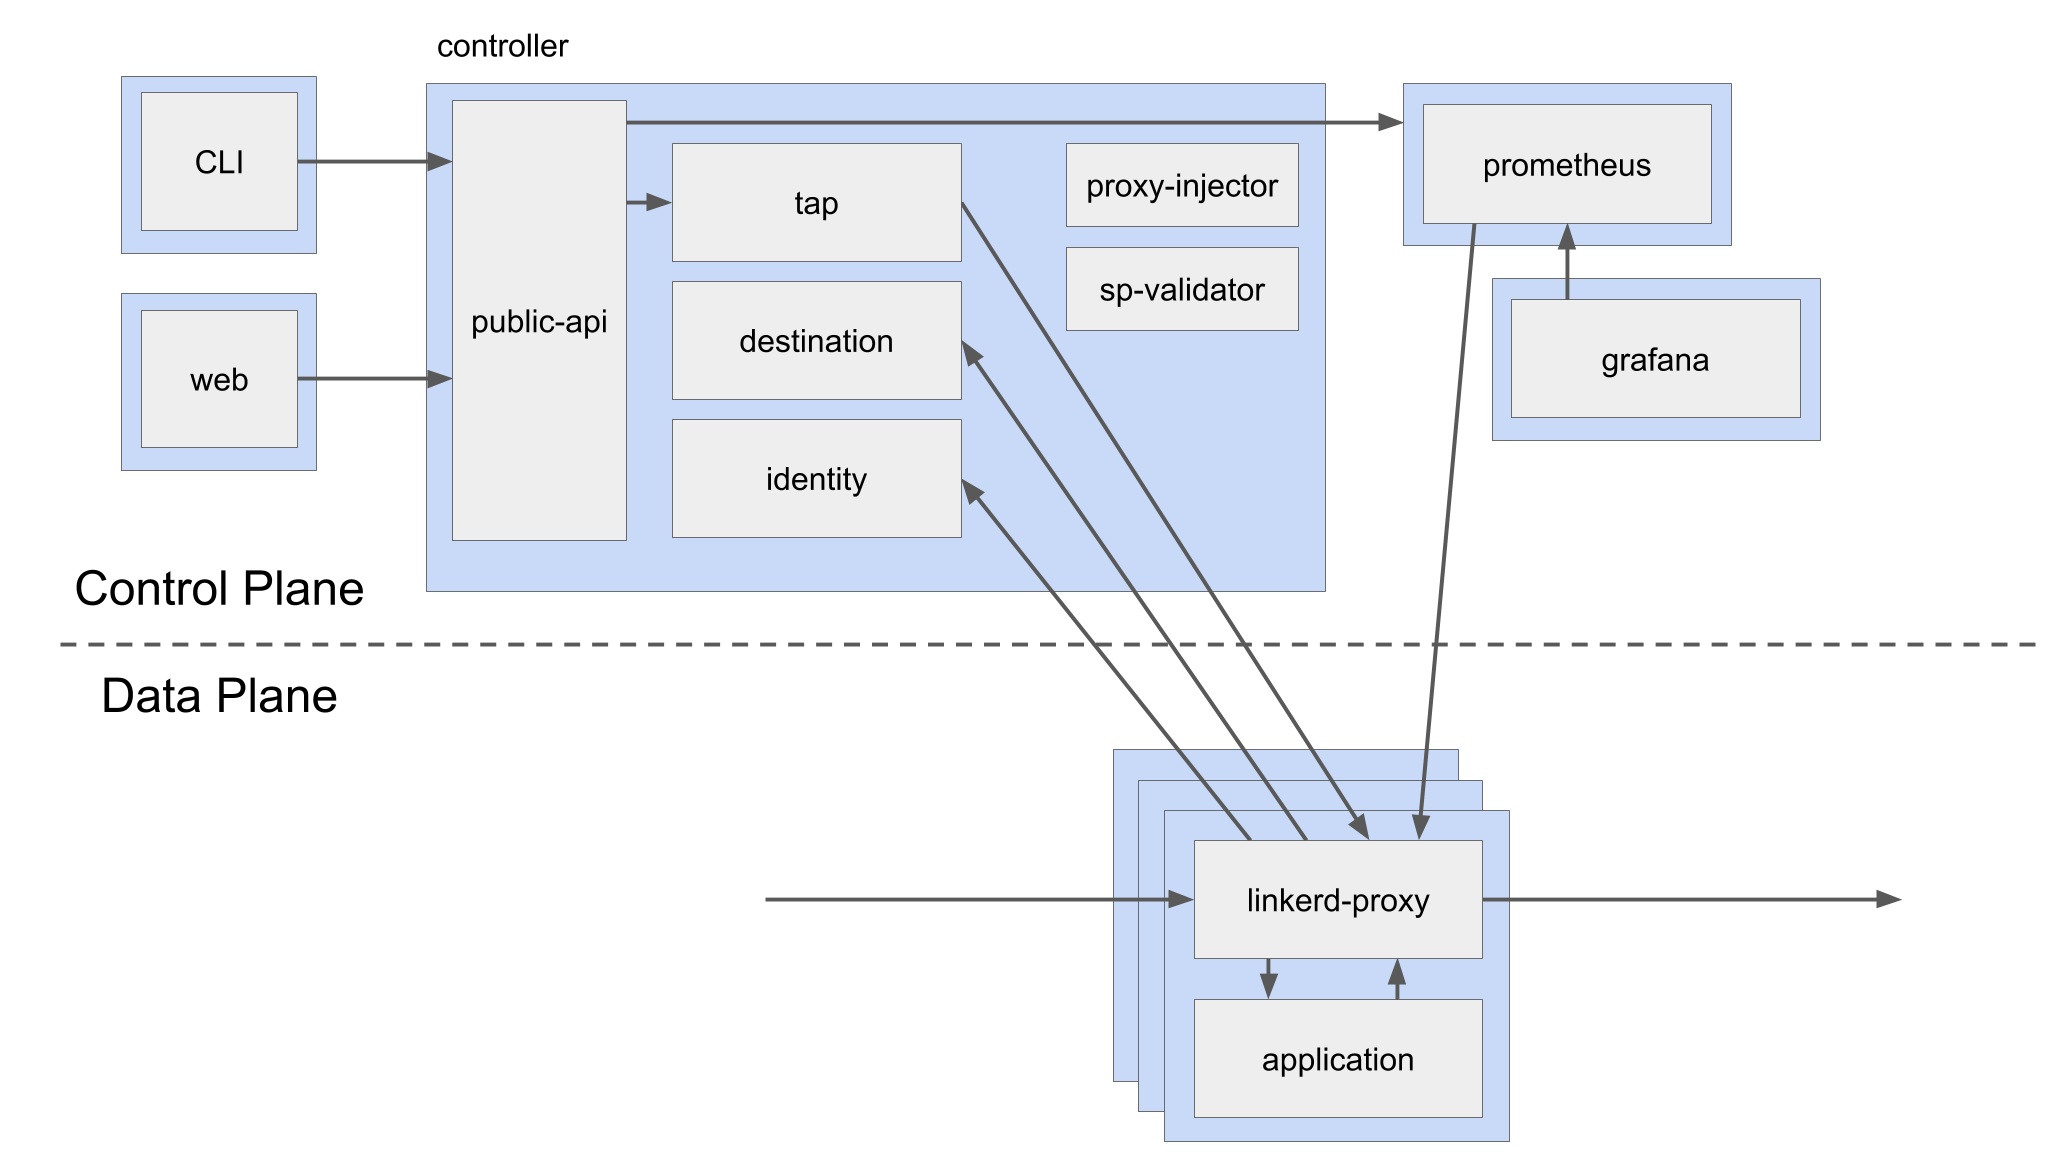 controller
CLI
web
public-api
tap
destination
identity
proxy-injector
sp-validator
prometheus
grafana
Control Plane
Data Plane
linkerd-proxy
application